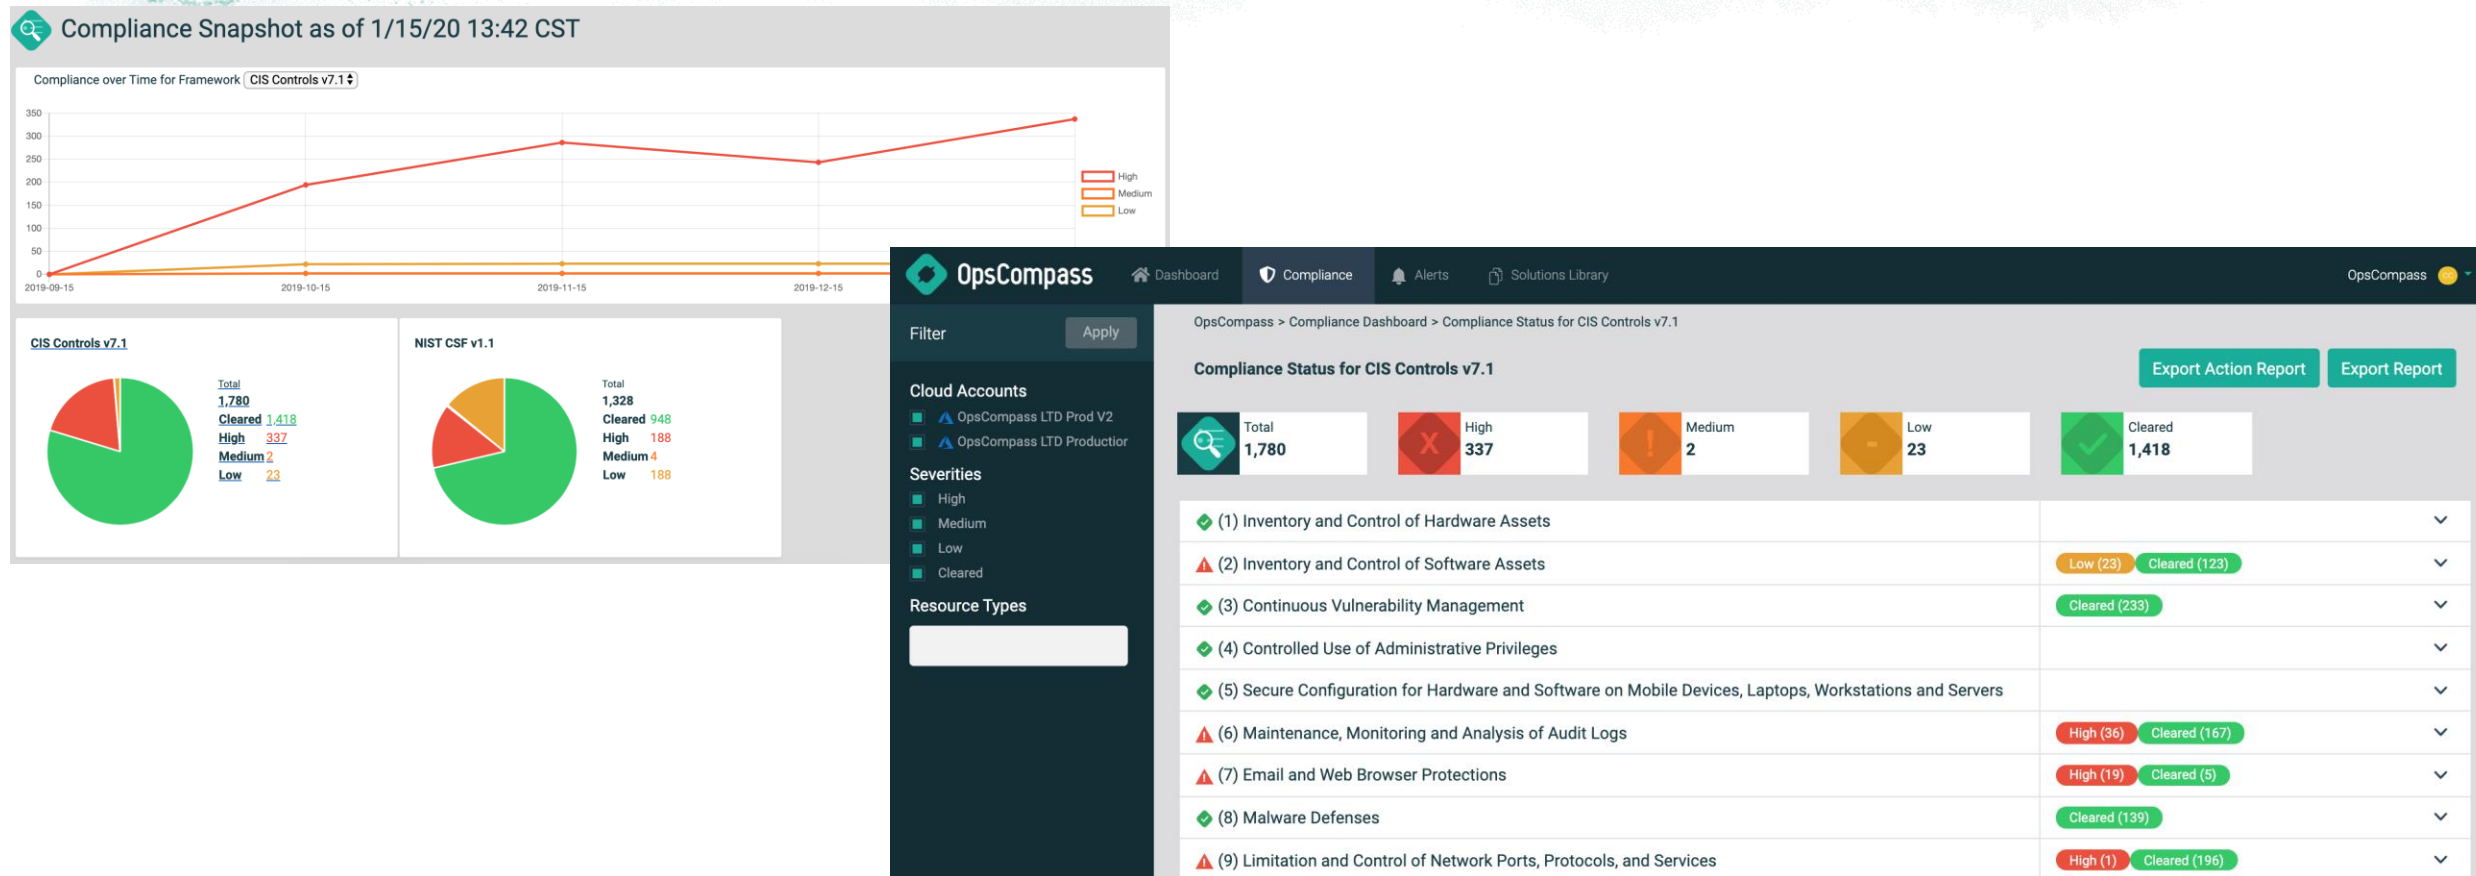 Compliance Snapshot as of 1/15/20 13:42 CST
Compliance over Time for Framework CIS Controls v7.1
350
300
250
200
150
100
50
0
2019-09-15
2019-10-15
2019-11-15
2019-12-15
High
Medium
Low
CIS Controls v7.1
Total
1,780
Cleared 1,418
High 337
Medium 2
Low 23
NIST CSF v1.1
Total
1,328
Cleared 948
High 188
Medium 4
Low 188
OpsCompass Dashboard Compliance Alerts Solutions Library OpsCompass
Filter Apply
Cloud Accounts
OpsCompass LTD Prod V2
OpsCompass LTD Production
Severities
High
Medium
Low
Cleared
Resource Types
OpsCompass > Compliance Dashboard > Compliance Status for CIS Controls v7.1
Compliance Status for CIS Controls v7.1
Export Action Report Export Report
Total
1,780
High
337
Medium
2
Low
23
Cleared
1,418
(1) Inventory and Control of Hardware Assets
(2) Inventory and Control of Software Assets Low (23) Cleared (123)
(3) Continuous Vulnerability Management Cleared (233)
(4) Controlled Use of Administrative Privileges
(5) Secure Configuration for Hardware and Software on Mobile Devices, Laptops, Workstations and Servers
(6) Maintenance, Monitoring and Analysis of Audit Logs High (36) Cleared (167)
(7) Email and Web Browser Protections High (19) Cleared (5)
(8) Malware Defenses Cleared (139)
(9) Limitation and Control of Network Ports, Protocols, and Services High (1) Cleared (196)